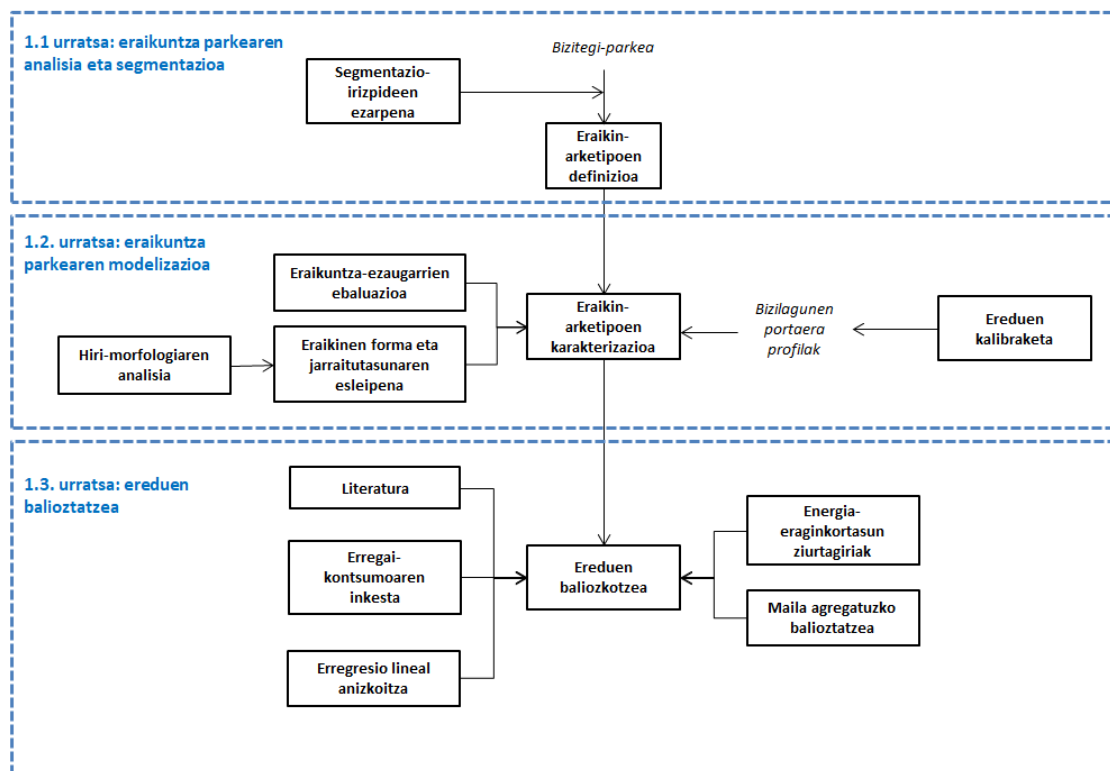 1.1 urratsa: eraikuntza parkearen
analisia eta segmentazioa
Bizitegi-parkea
Segmentazio-
irizpideen
ezarpena
Eraikin-
arketipoen
definizioa
1.2. urratsa: eraikuntza
parkearen modelizazioa
Eraikuntza-ezaugarrien
ebaluazioa
Hiri-morfologiaren
analisia
Eraikinen forma eta
jarraitutasunaren
esleipena
Eraikin-
arketipoen
karakterizazioa
Bizilagunen
portaera
profilak
Ereduen
kalibraketa
1.3. urratsa: ereduen
balioztatzea
Literatura
Erregai-
kontsumoaren
inkesta
Erregresio lineal
anizkoitza
Ereduen
baliozkotzea
Energia-
eraginkortasun
ziurtagiriak
Maila agregatuzko
balioztatzea